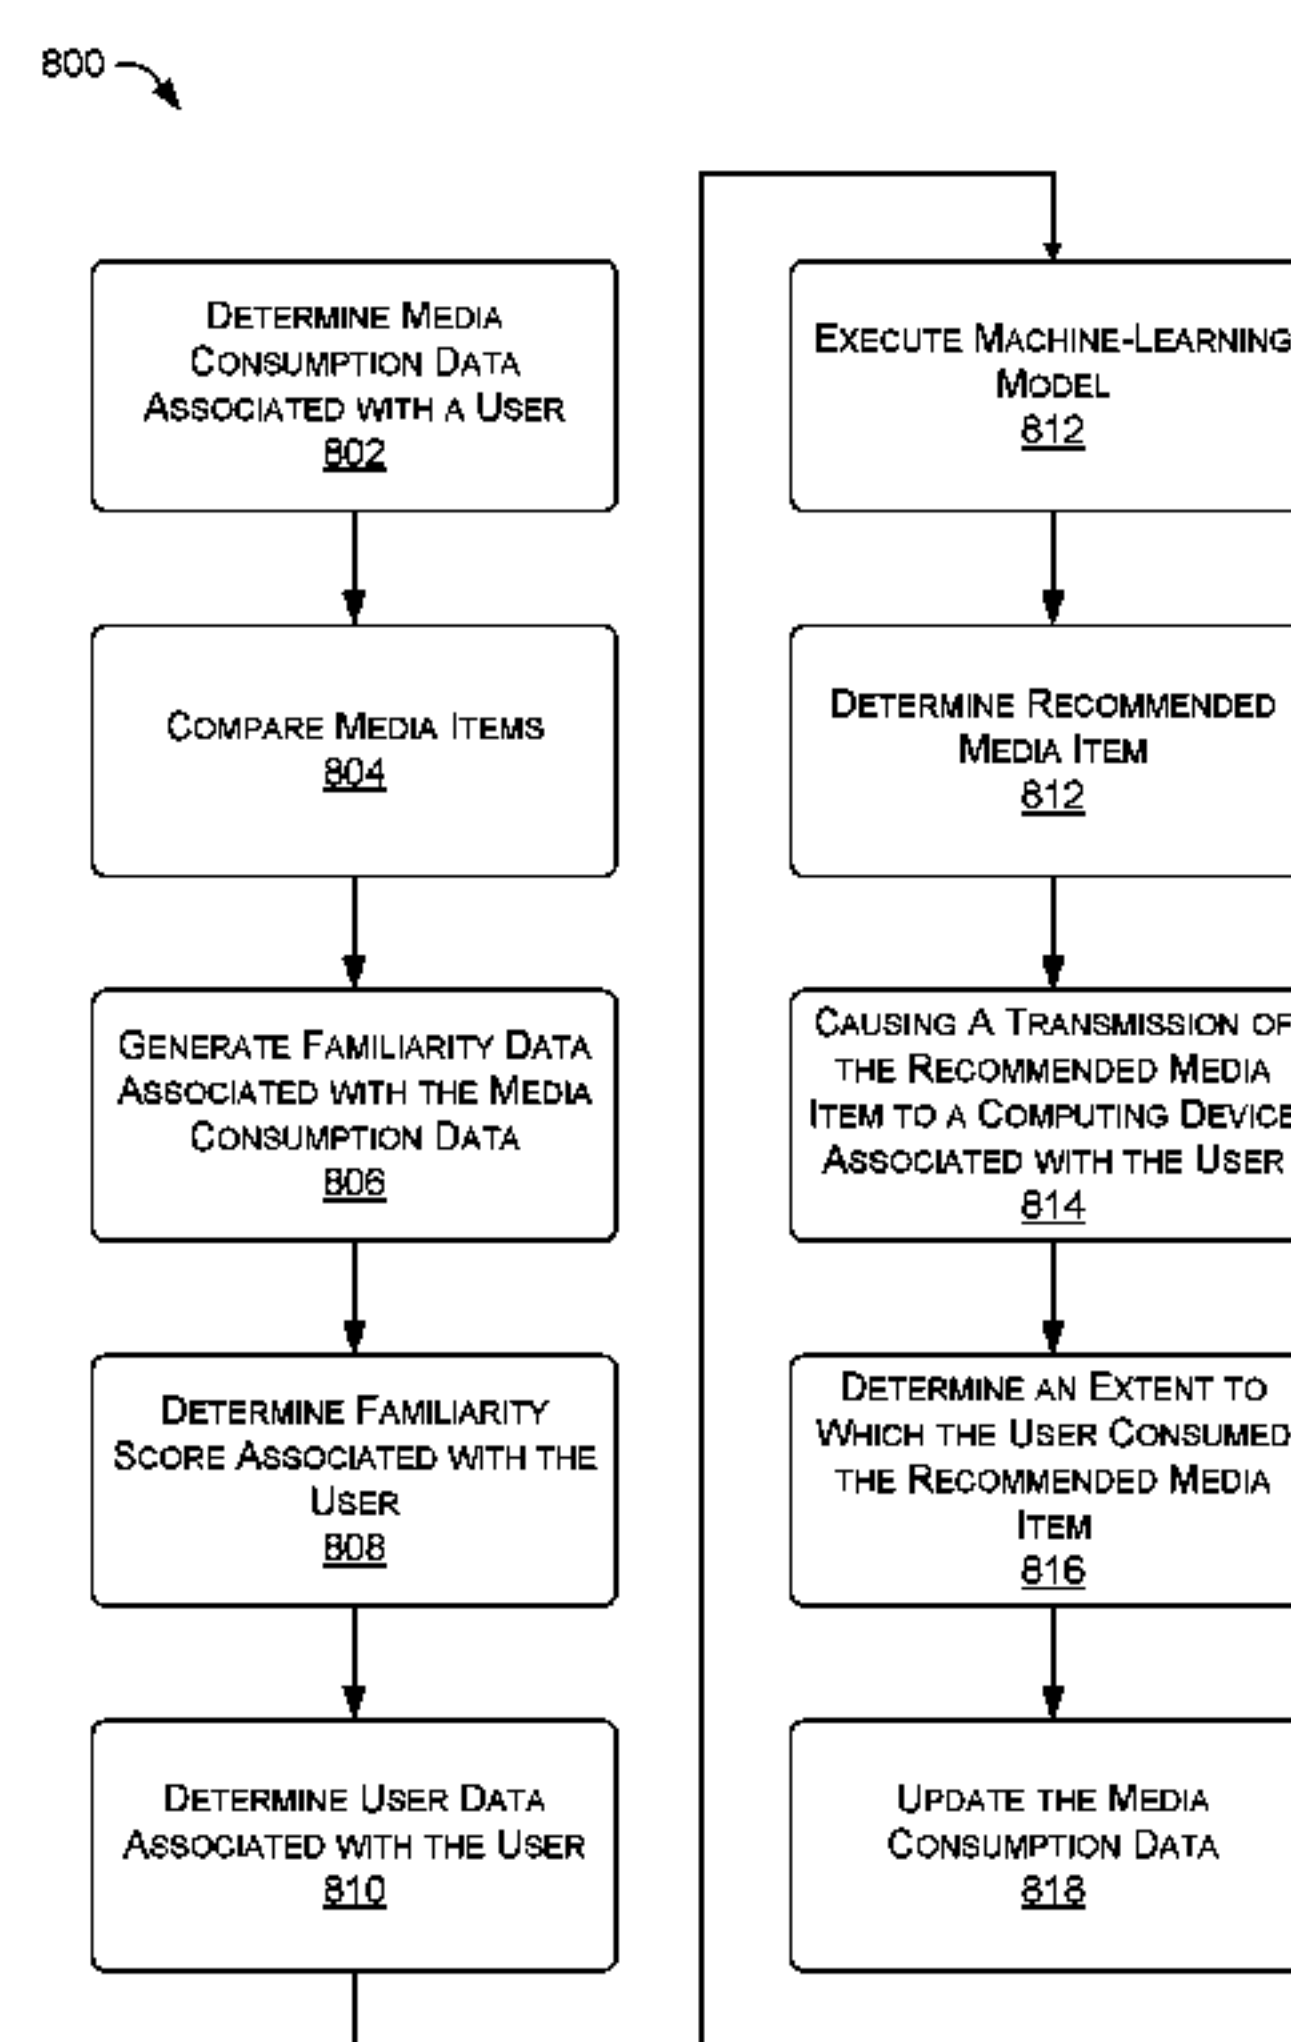 800
DETERMINE MEDIA
CONSUMPTION DATA
ASSOCIATED WITH A USER
802
COMPARE MEDIA ITEMS
804
GENERATE FAMILIARITY DATA
ASSOCIATED WITH THE MEDIA
CONSUMPTION DATA
806
DETERMINE FAMILIARITY
SCORE ASSOCIATED WITH THE
USER
808
DETERMINE USER DATA
ASSOCIATED WITH THE USER
810
EXECUTE MACHINE-LEARNING
MODEL
812
DETERMINE RECOMMENDED
MEDIA ITEM
812
CAUSING A TRANSMISSION OF
THE RECOMMENDED MEDIA
ITEM TO A COMPUTING DEVICE
ASSOCIATED WITH THE USER
814
DETERMINE AN EXTENT TO
WHICH THE USER CONSUMED
THE RECOMMENDED MEDIA
ITEM
816
UPDATE THE MEDIA
CONSUMPTION DATA
818